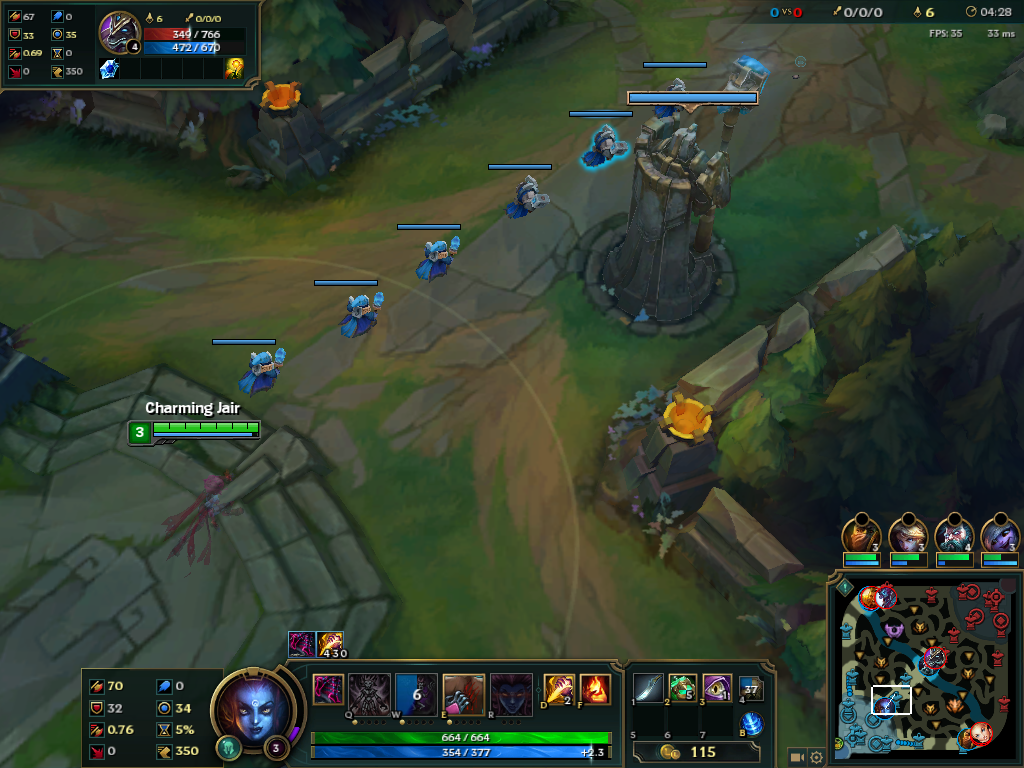 67 0 6 0/0/0
33 35 349 / 766
0.69 0 4 472 / 670
0 350
0 vs 0 0/0/0 6 04:28
FPS: 35 33 ms
Charming Jair
3
3 3 4 3
430
70 0
32 34
0.76 5%
0 350
3
6
Q W E R D 2 F
664 / 664
354 / 377 +2.3
1 2 5 3 4 37
5 6 7 B
115